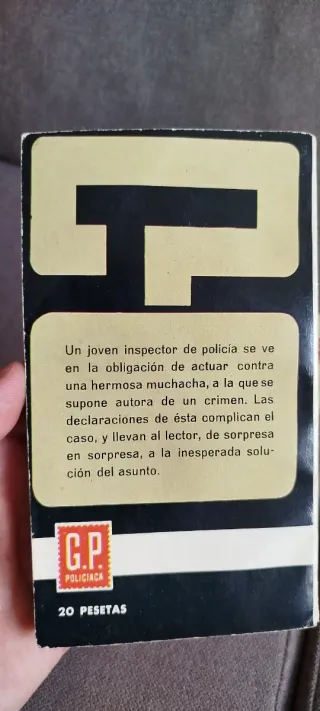 Un joven inspector de policía se ve
en la obligación de actuar contra
una hermosa muchacha, a la que se
supone autora de un crimen. Las
declaraciones de ésta complican el
caso, y llevan al lector, de sorpresa
en sorpresa, a la inesperada solu-
ción del asunto.
G.P.
POLICIACA
20 PESETAS